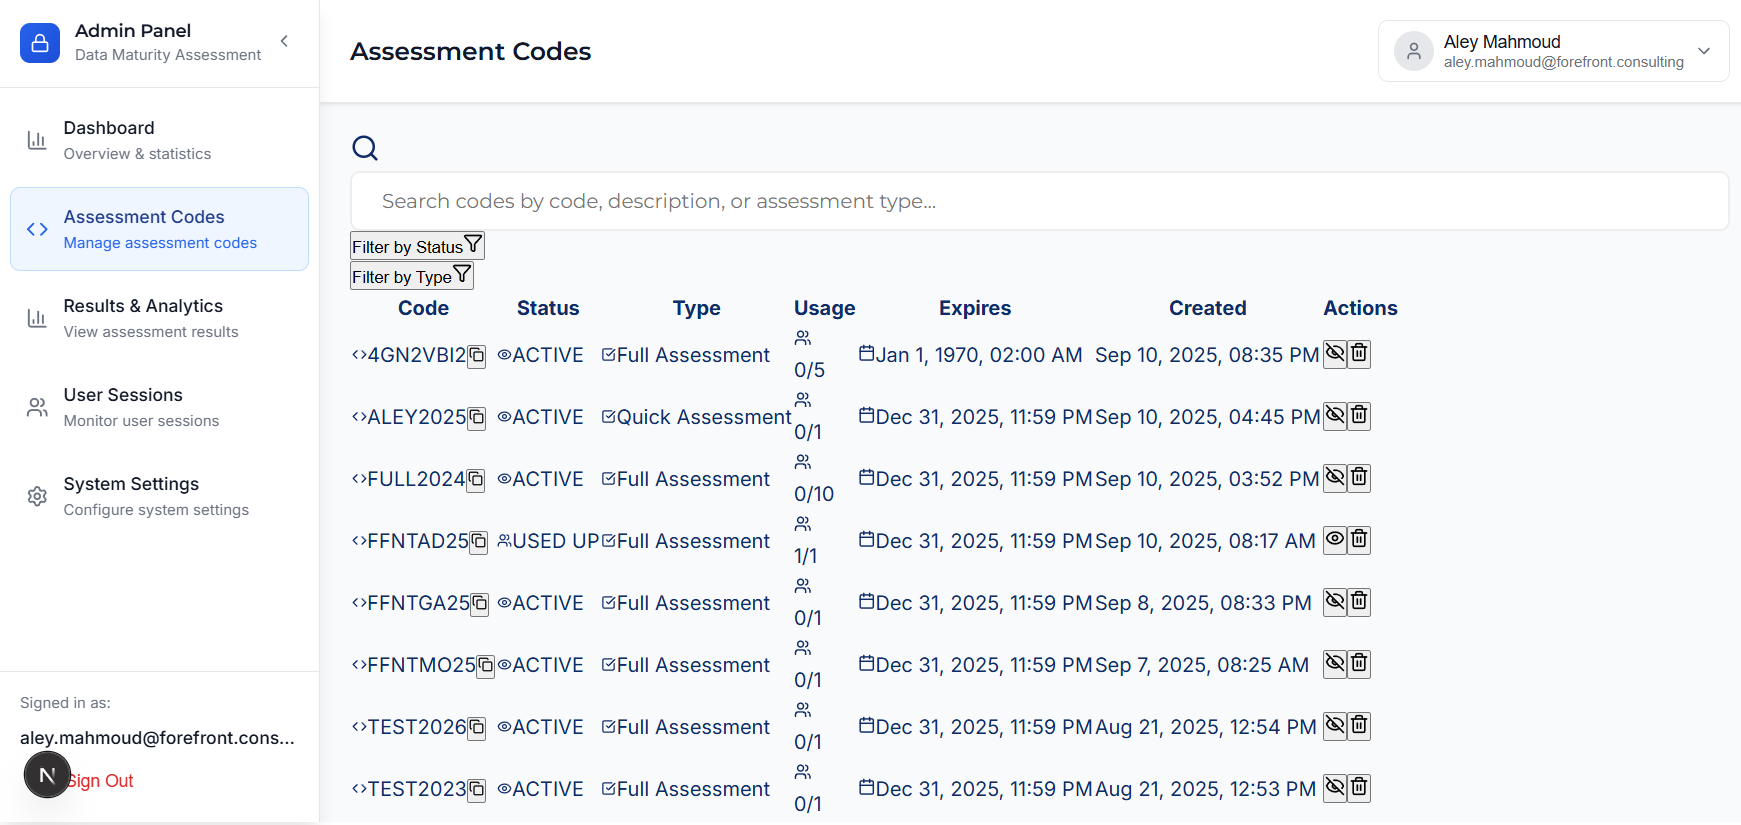 Admin Panel
Data Maturity Assessment
Dashboard
Overview & statistics
Assessment Codes
Manage assessment codes
Results & Analytics
View assessment results
User Sessions
Monitor user sessions
System Settings
Configure system settings
Signed in as:
aley.mahmoud@forefront.cons...
N
Sign Out
Assessment Codes
Aley Mahmoud
aley.mahmoud@forefront.consulting
Search codes by code, description, or assessment type...
Filter by Status
Filter by Type
Code Status Type Usage Expires Created Actions
4GN2VBI2 ACTIVE Full Assessment 0/5 Jan 1, 1970, 02:00 AM Sep 10, 2025, 08:35 PM
ALEY2025 ACTIVE Quick Assessment 0/1 Dec 31, 2025, 11:59 PM Sep 10, 2025, 04:45 PM
FULL2024 ACTIVE Full Assessment 0/10 Dec 31, 2025, 11:59 PM Sep 10, 2025, 03:52 PM
FFNTAD25 USED UP Full Assessment 1/1 Dec 31, 2025, 11:59 PM Sep 10, 2025, 08:17 AM
FFNTGA25 ACTIVE Full Assessment 0/1 Dec 31, 2025, 11:59 PM Sep 8, 2025, 08:33 PM
FFNTMO25 ACTIVE Full Assessment 0/1 Dec 31, 2025, 11:59 PM Sep 7, 2025, 08:25 AM
TEST2026 ACTIVE Full Assessment 0/1 Dec 31, 2025, 11:59 PM Aug 21, 2025, 12:54 PM
TEST2023 ACTIVE Full Assessment 0/1 Dec 31, 2025, 11:59 PM Aug 21, 2025, 12:53 PM